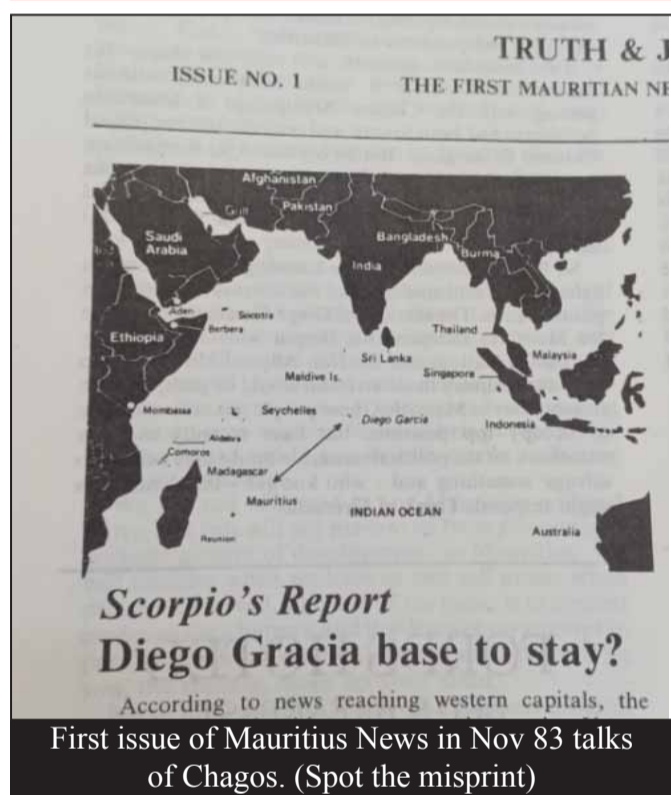 TRUTH & J
ISSUE NO. 1
THE FIRST MAURITIAN NE
Afghanistan
Gulf
Pakistan
Saudi
Arabia
Bangladesh
Burma
India
Aden
Socotra
Berbera
Ethiopia
Thailand
Sri Lanka
Malaysia
Maldive Is.
Singapore
Mombassa
Seychelles
Diego Garcia
Indonesia
Aldabra
Comoros
Madagascar
Mauritius
INDIAN OCEAN
Reunion
Australia
Scorpio's Report
Diego Gracia base to stay?
According to news reaching western capitals, the
First issue of Mauritius News in Nov 83 talks
of Chagos. (Spot the misprint)